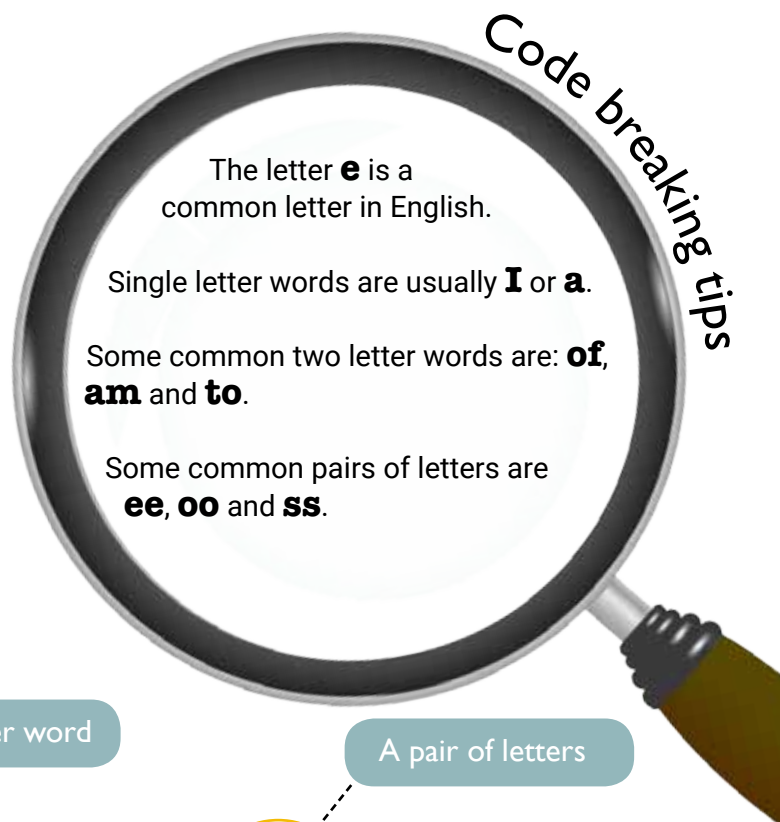 Code breaking tips
The letter e is a
common letter in English.
Single letter words are usually I or a.
Some common two letter words are: of,
am and to.
Some common pairs of letters are
ee, oo and ss.
word
A pair of letters